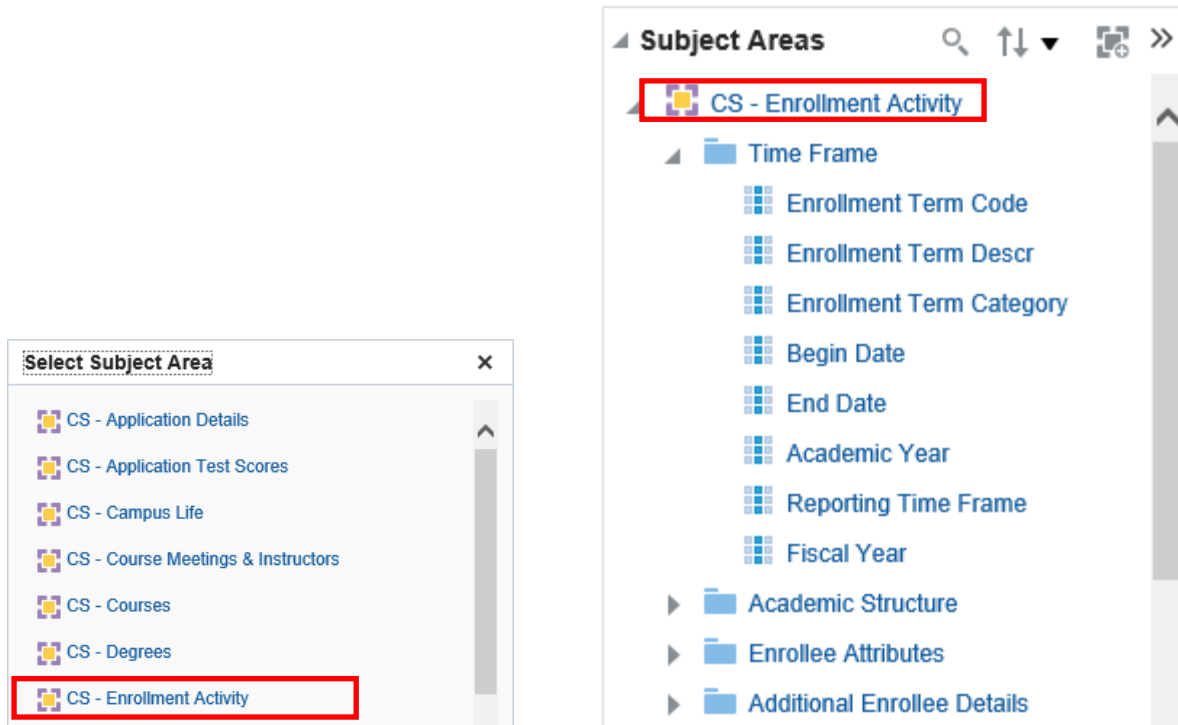 Select Subject Area
CS - Application Details
CS - Application Test Scores
CS - Campus Life
CS - Course Meetings & Instructors
CS - Courses
CS - Degrees
CS - Enrollment Activity
Subject Areas
CS - Enrollment Activity
Time Frame
Enrollment Term Code
Enrollment Term Descr
Enrollment Term Category
Begin Date
End Date
Academic Year
Reporting Time Frame
Fiscal Year
Academic Structure
Enrollee Attributes
Additional Enrollee Details